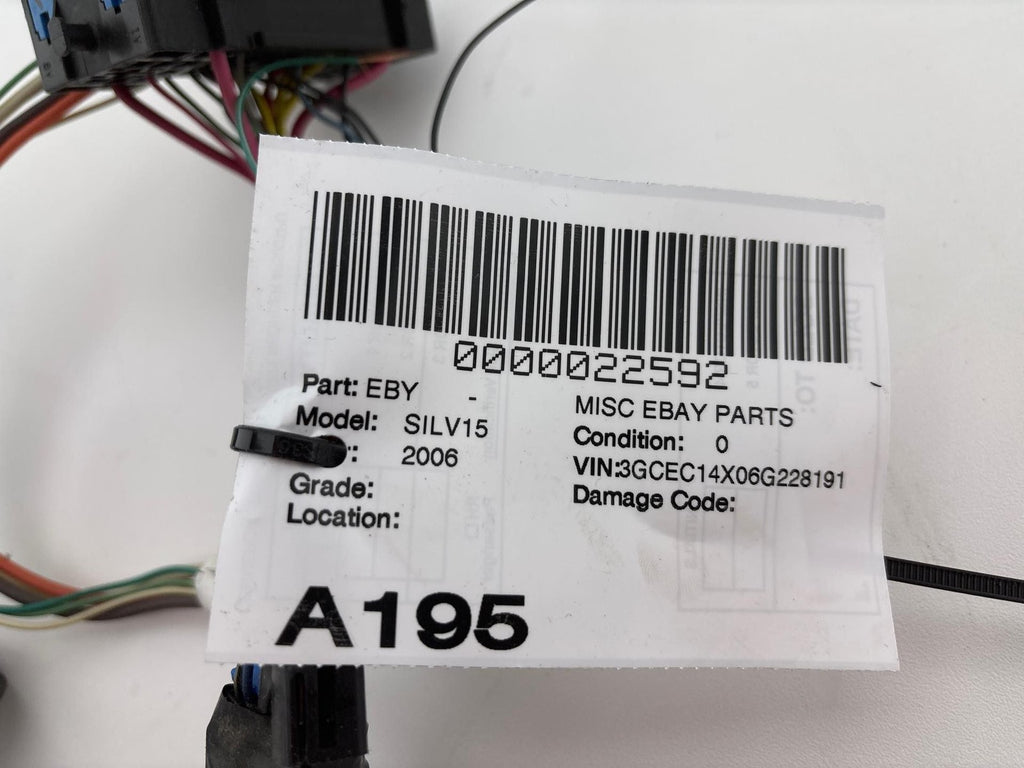 0000022592
Part: EBY -
MISC EBAY PARTS
Model: SILV15
Condition: 0
: 2006
VIN:3GCEC14X06G228191
Grade:
Damage Code:
Location:
A195